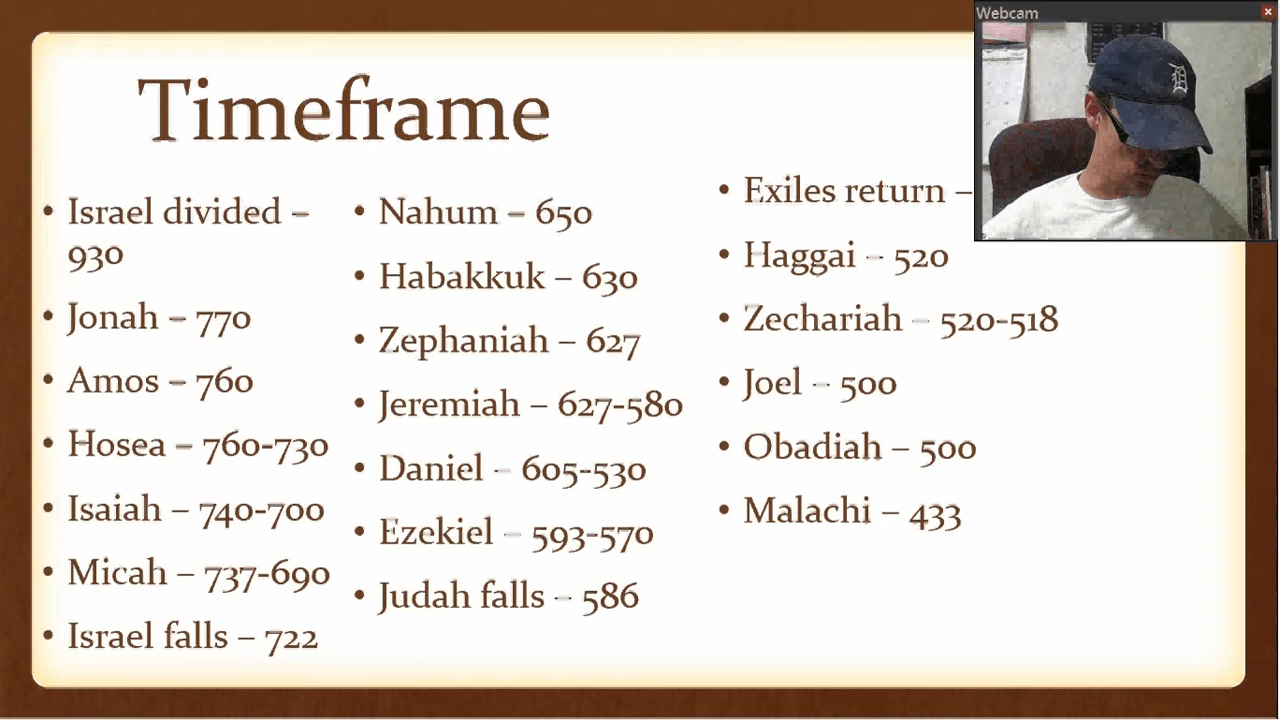 Webcam
Timeframe
• Israel divided –
930
• Jonah – 770
• Amos – 760
• Hosea – 760-730
• Isaiah – 740-700
• Micah – 737-690
• Israel falls – 722
• Nahum – 650
• Habakkuk – 630
• Zephaniah – 627
• Jeremiah – 627-580
• Daniel – 605-530
• Ezekiel – 593-570
• Judah falls – 586
• Exiles return –
• Haggai – 520
• Zechariah – 520-518
• Joel – 500
• Obadiah – 500
• Malachi – 433